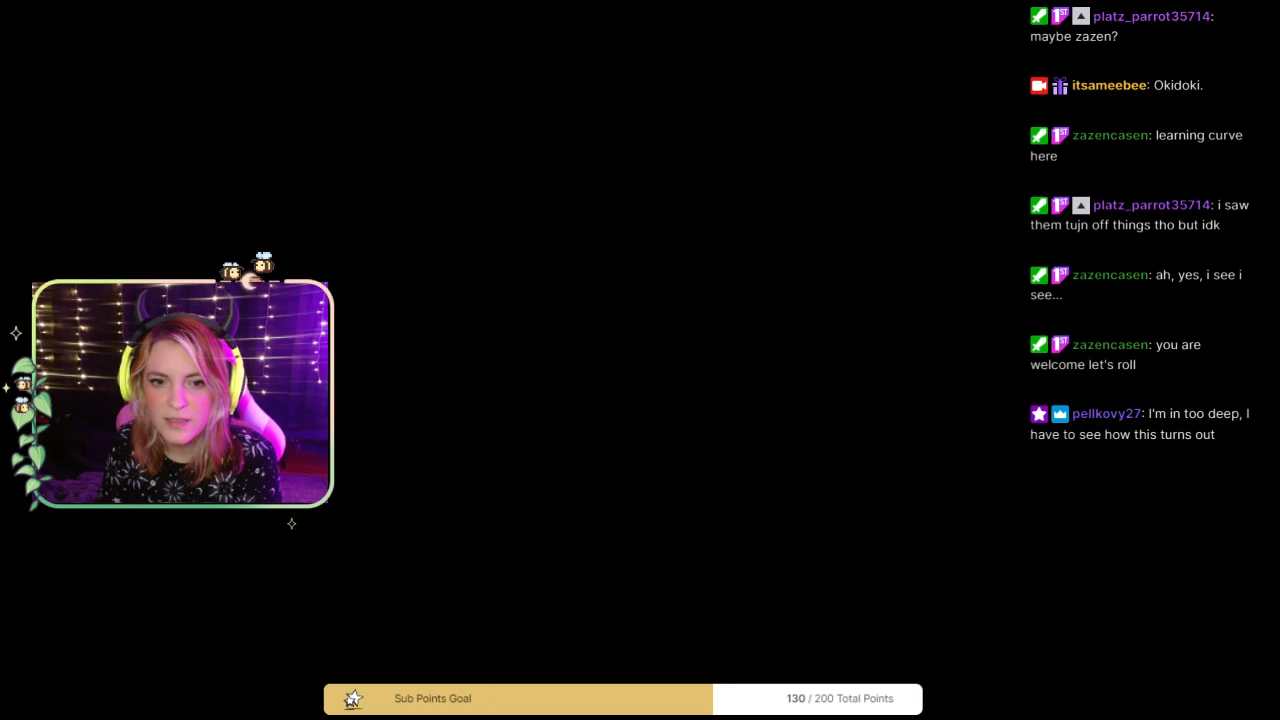 platz_parrot35714:
maybe zazen?
itsameebee: Okidoki.
zazencasen: learning curve
here
platz_parrot35714: i saw
them tujn off things tho but idk
zazencasen: ah, yes, i see i
see...
zazencasen: you are
welcome let's roll
pellkovy27: I'm in too deep, I
have to see how this turns out
Sub Points Goal
130 / 200 Total Points